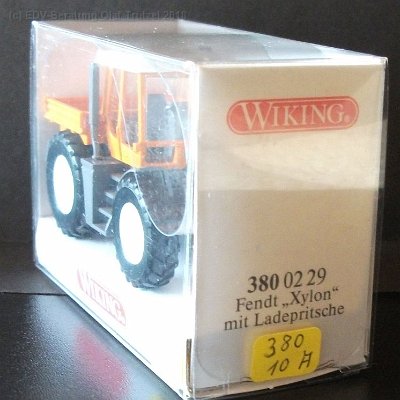 WIKING®
380 02 29
Fendt „Xylon"
mit Ladepritsche
380
10 A
WIKING